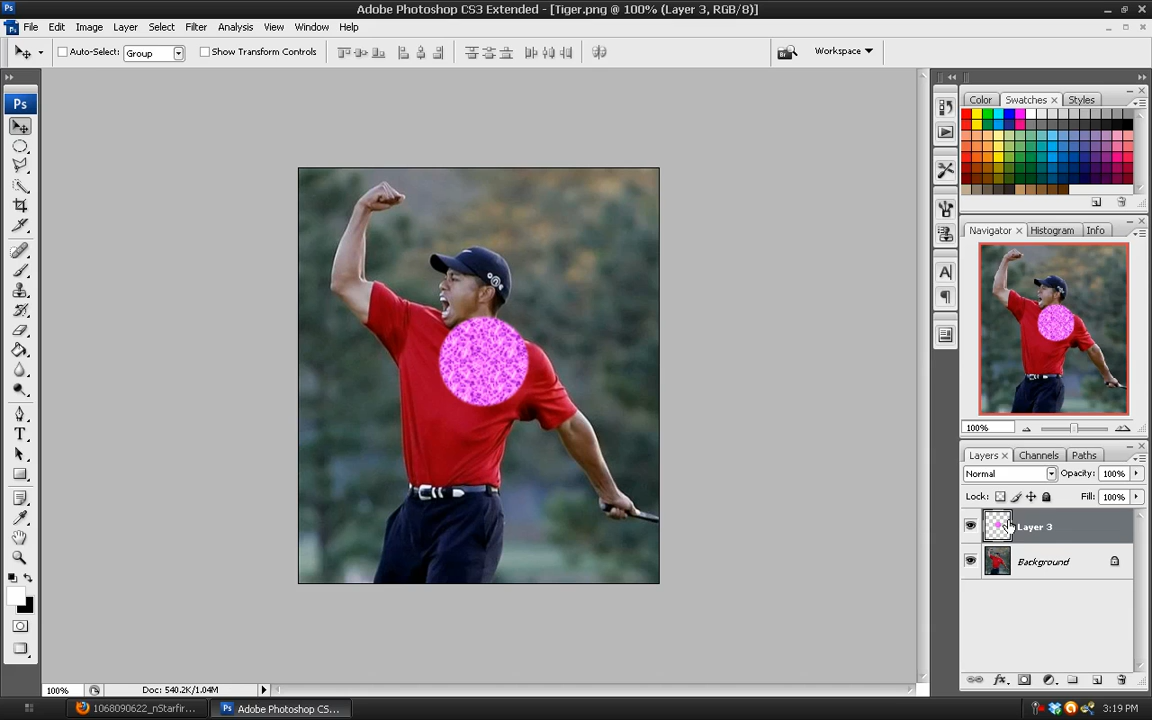 Adobe Photoshop CS3 Extended - [Tiger.png @ 100% (Layer 3, RGB/8)]
File Edit Image Layer Select Filter Analysis View Window Help
Auto-Select: Group Show Transform Controls Workspace
Ps
Color Swatches Styles
Navigator Histogram Info
100%
Layers Channels Paths
Normal Opacity: 100%
Lock: Fill: 100%
Layer 3
Background
100% Doc: 540.2K/1.04M
1068090622_nStarfir... Adobe Photoshop CS... 3:19 PM